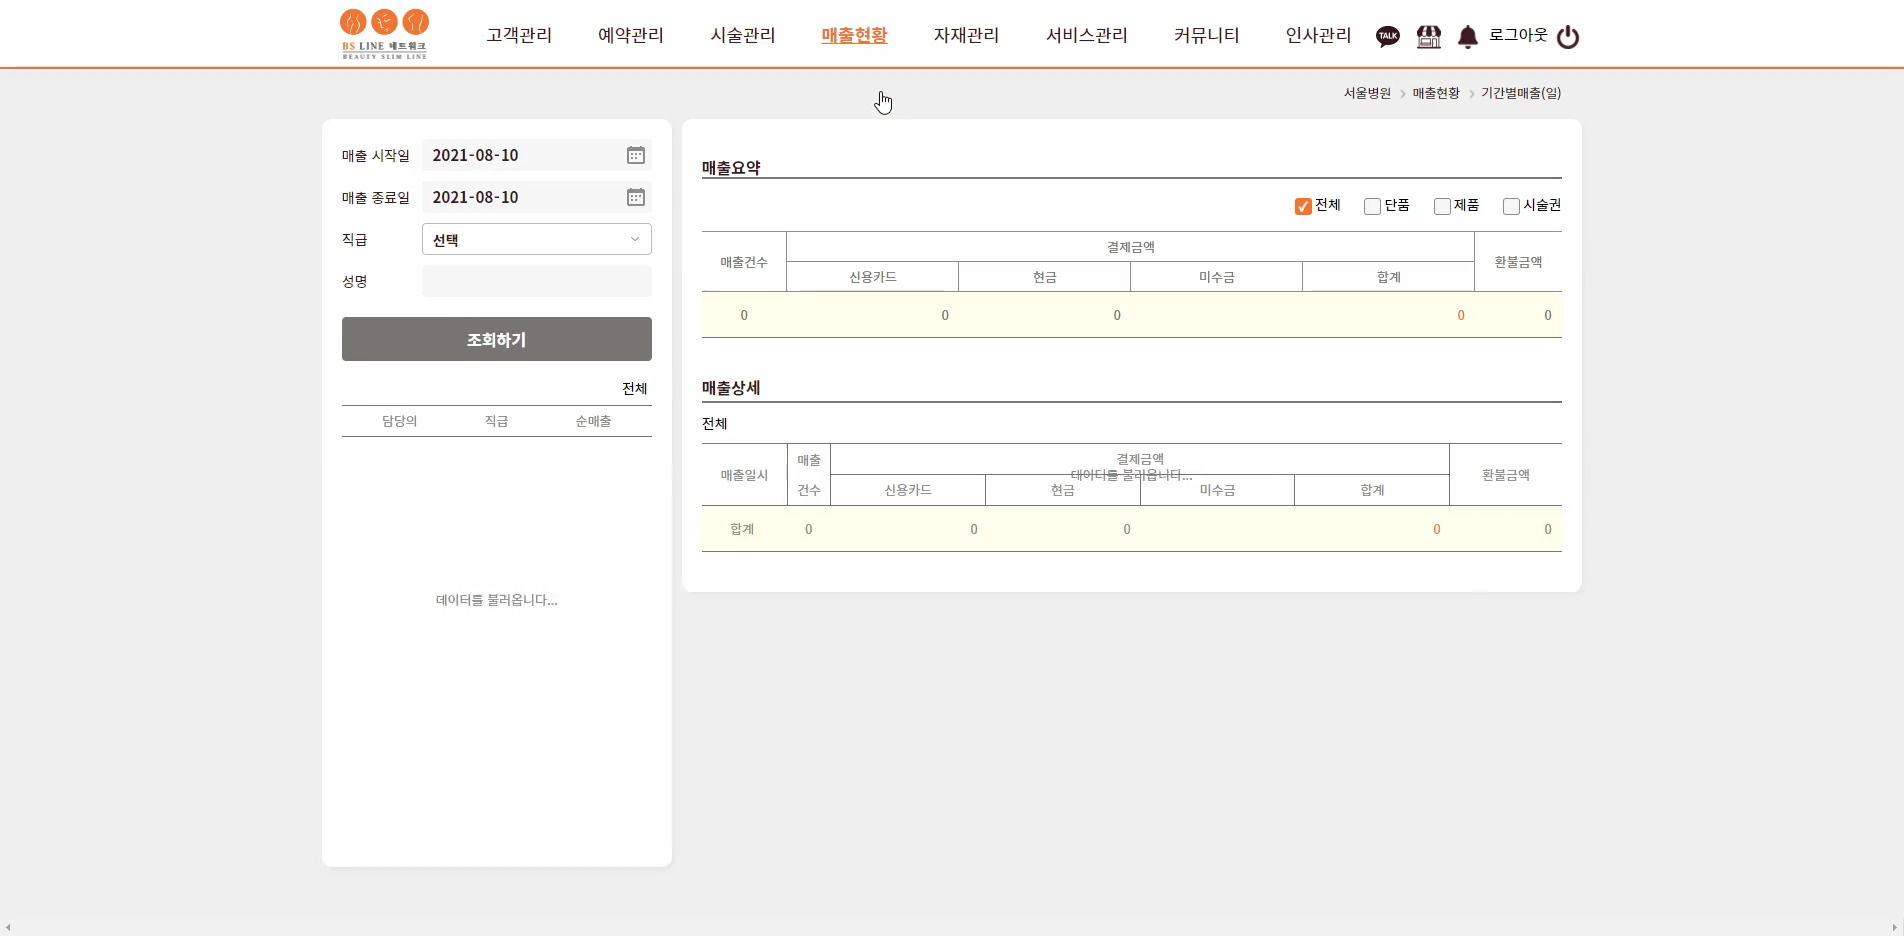 BS LINE 네트워크
BEAUTY SLIM LINE
고객관리 예약관리 시술관리 매출현황 자재관리 서비스관리 커뮤니티 인사관리 TALK 로그아웃
서울병원 > 매출현황 > 기간별매출(일)
매출 시작일 2021-08-10
매출 종료일 2021-08-10
직급 선택
성명
조회하기
전체
담당의 직급 순매출
데이터를 불러옵니다...
매출요약
전체 단품 제품 시술권
매출건수 결제금액 환불금액
신용카드 현금 미수금 합계
0 0 0 0 0
매출상세
전체
매출일시 매출 건수 결제금액 환불금액
데이터를 불러옵니다...
신용카드 현금 미수금 합계
합계 0 0 0 0 0